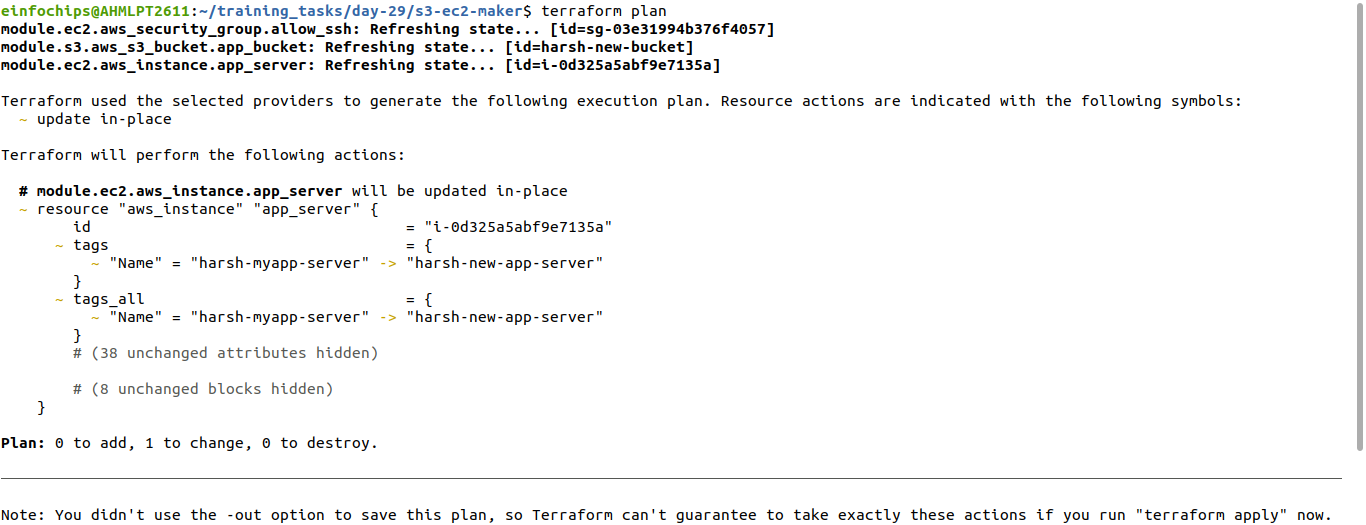 einfochips@AHMLPT2611:~/training_tasks/day-29/s3-ec2-maker$ terraform plan
module.ec2.aws_security_group.allow_ssh: Refreshing state... [id=sg-03e31994b376f4057]
module.s3.aws_s3_bucket.app_bucket: Refreshing state... [id=harsh-new-bucket]
module.ec2.aws_instance.app_server: Refreshing state... [id=i-0d325a5abf9e7135a]
Terraform used the selected providers to generate the following execution plan. Resource actions are indicated with the following symbols:
~ update in-place
Terraform will perform the following actions:
# module.ec2.aws_instance.app_server will be updated in-place
~ resource "aws_instance" "app_server" {
id = "i-0d325a5abf9e7135a"
~ tags = {
~ "Name" = "harsh-myapp-server" -> "harsh-new-app-server"
}
~ tags_all = {
~ "Name" = "harsh-myapp-server" -> "harsh-new-app-server"
}
# (38 unchanged attributes hidden)
# (8 unchanged blocks hidden)
}
Plan: 0 to add, 1 to change, 0 to destroy.
Note: You didn't use the -out option to save this plan, so Terraform can't guarantee to take exactly these actions if you run "terraform apply" now.